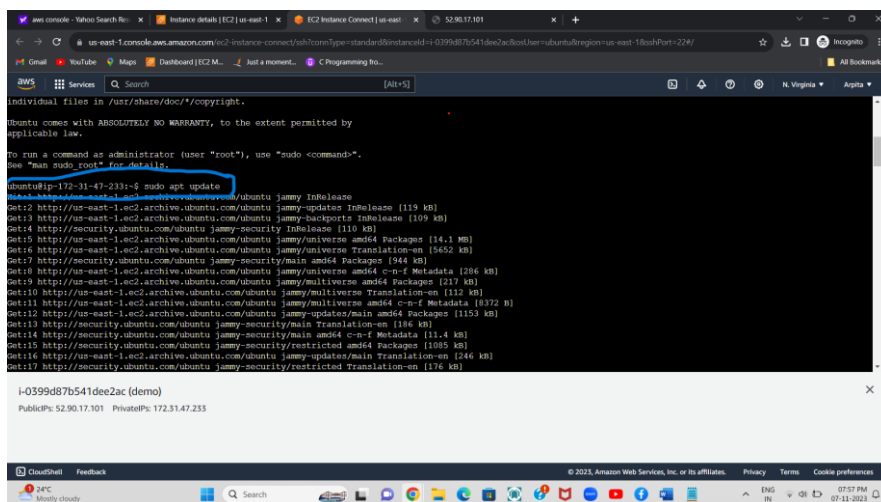 aws console - Yahoo Search Re
Instance details | EC2 | us-east-1
EC2 Instance Connect | us-east-
52.90.17.101
us-east-1.console.aws.amazon.com/ec2-instance-connect/ssh?connType=standard&instanceId=i-0399d87b541dee2ac&osUser=ubuntu&region=us-east-1&sshPort=22#/
Incognito
Gmail YouTube Maps Dashboard | EC2 M... Just a moment... C Programming fro...
All Bookmark
aws Services Search [Alt+S] N. Virginia Arpita
individual files in /usr/share/doc/*/copyright.
Ubuntu comes with ABSOLUTELY NO WARRANTY, to the extent permitted by
applicable law.
To run a command as administrator (user "root"), use "sudo <command>".
See "man sudo_root" for details.
ubuntu@ip-172-31-47-233:~$ sudo apt update
Hit:1 http://us-east-1.ec2.archive.ubuntu.com/ubuntu jammy InRelease
Get:2 http://us-east-1.ec2.archive.ubuntu.com/ubuntu jammy-updates InRelease [119 kB]
Get:3 http://us-east-1.ec2.archive.ubuntu.com/ubuntu jammy-backports InRelease [109 kB]
Get:4 http://security.ubuntu.com/ubuntu jammy-security InRelease [110 kB]
Get:5 http://us-east-1.ec2.archive.ubuntu.com/ubuntu jammy/universe amd64 Packages [14.1 MB]
Get:6 http://us-east-1.ec2.archive.ubuntu.com/ubuntu jammy/universe Translation-en [5652 kB]
Get:7 http://security.ubuntu.com/ubuntu jammy-security/main amd64 Packages [944 kB]
Get:8 http://us-east-1.ec2.archive.ubuntu.com/ubuntu jammy/universe amd64 c-n-f Metadata [286 kB]
Get:9 http://us-east-1.ec2.archive.ubuntu.com/ubuntu jammy/multiverse amd64 Packages [217 kB]
Get:10 http://us-east-1.ec2.archive.ubuntu.com/ubuntu jammy/multiverse Translation-en [112 kB]
Get:11 http://us-east-1.ec2.archive.ubuntu.com/ubuntu jammy/multiverse amd64 c-n-f Metadata [8372 B]
Get:12 http://us-east-1.ec2.archive.ubuntu.com/ubuntu jammy-updates/main amd64 Packages [1153 kB]
Get:13 http://security.ubuntu.com/ubuntu jammy-security/main Translation-en [186 kB]
Get:14 http://security.ubuntu.com/ubuntu jammy-security/main amd64 c-n-f Metadata [11.4 kB]
Get:15 http://security.ubuntu.com/ubuntu jammy-security/restricted amd64 Packages [1085 kB]
Get:16 http://us-east-1.ec2.archive.ubuntu.com/ubuntu jammy-updates/main Translation-en [246 kB]
Get:17 http://security.ubuntu.com/ubuntu jammy-security/restricted Translation-en [176 kB]
i-0399d87b541dee2ac (demo)
PublicIPs: 52.90.17.101 PrivateIPs: 172.31.47.233
CloudShell Feedback © 2023, Amazon Web Services, Inc. or its affiliates. Privacy Terms Cookie preferences
24°C
Mostly cloudy
Search
ENG
IN
07:57 PM
07-11-2023